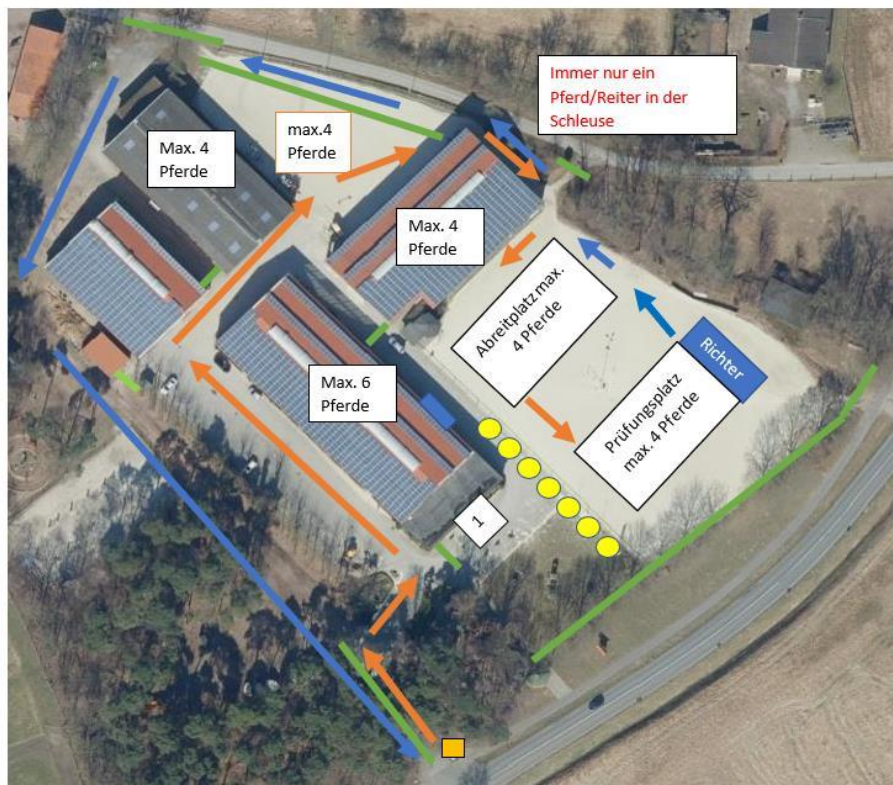 Immer nur ein
Pferd/Reiter in der
Schleuse
max.4
Pferde
Max. 4
Pferde
Max. 4
Pferde
Abreitplatz max.
4 Pferde
Richter
Prüfungsplatz
max. 4 Pferde
Max. 6
Pferde
1